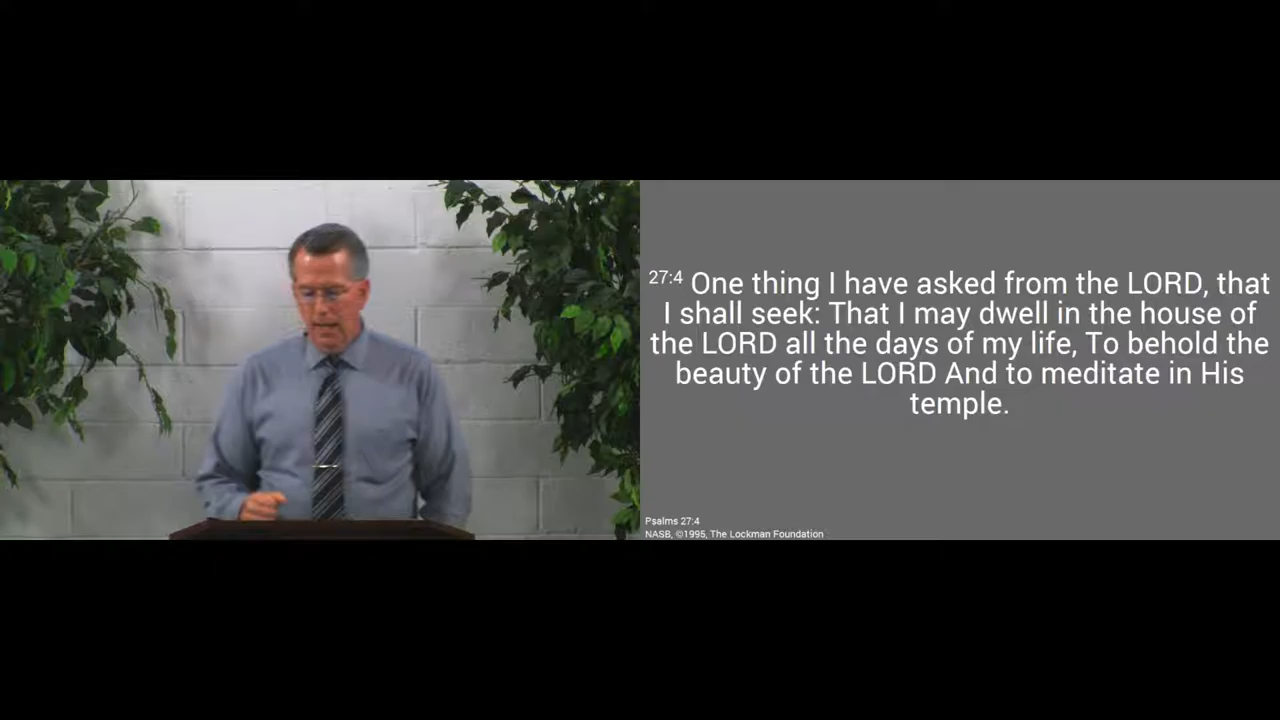 27:4 One thing I have asked from the LORD, that
I shall seek: That I may dwell in the house of
the LORD all the days of my life, To behold the
beauty of the LORD And to meditate in His
temple.
Psalms 27:4
NASB, ©1995, The Lockman Foundation